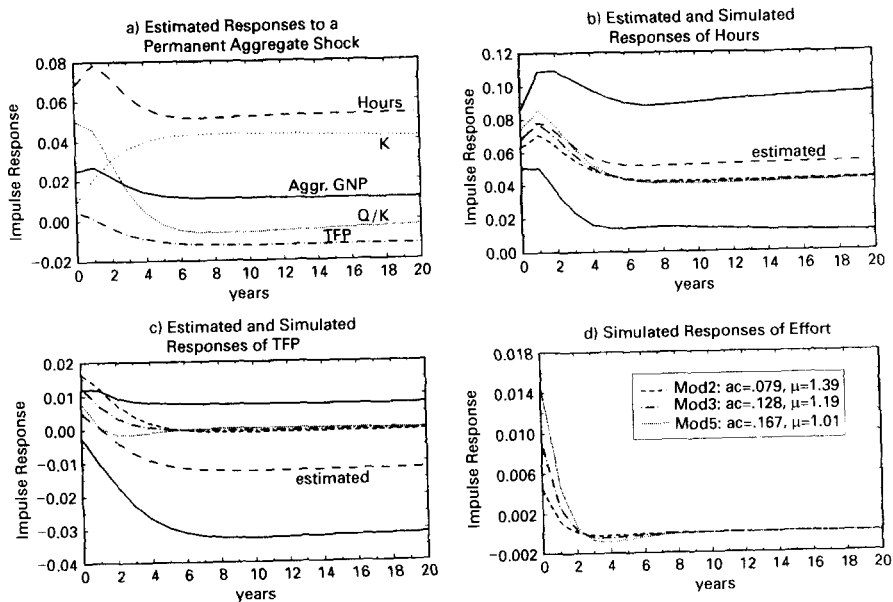 a) Estimated Responses to a
Permanent Aggregate Shock
Impulse Response
0.08
0.06
0.04
0.02
0.00
−0.02
Hours
K
Aggr. GNP
Q/K
TFP
0 2 4 6 8 10 12 14 16 18 20
years
b) Estimated and Simulated
Responses of Hours
Impulse Response
0.12
0.10
0.08
0.06
0.04
0.02
0.00
estimated
0 2 4 6 8 10 12 14 16 18 20
years
c) Estimated and Simulated
Responses of TFP
Impulse Response
0.02
0.01
0.00
−0.01
−0.02
−0.03
−0.04
estimated
0 2 4 6 8 10 12 14 16 18 20
years
d) Simulated Responses of Effort
Impulse Response
0.018
0.014
0.010
0.006
0.002
−0.002
Mod2: ac=.079, μ=1.39
Mod3: ac=.128, μ=1.19
Mod5: ac=.167, μ=1.01
0 2 4 6 8 10 12 14 16 18 20
years